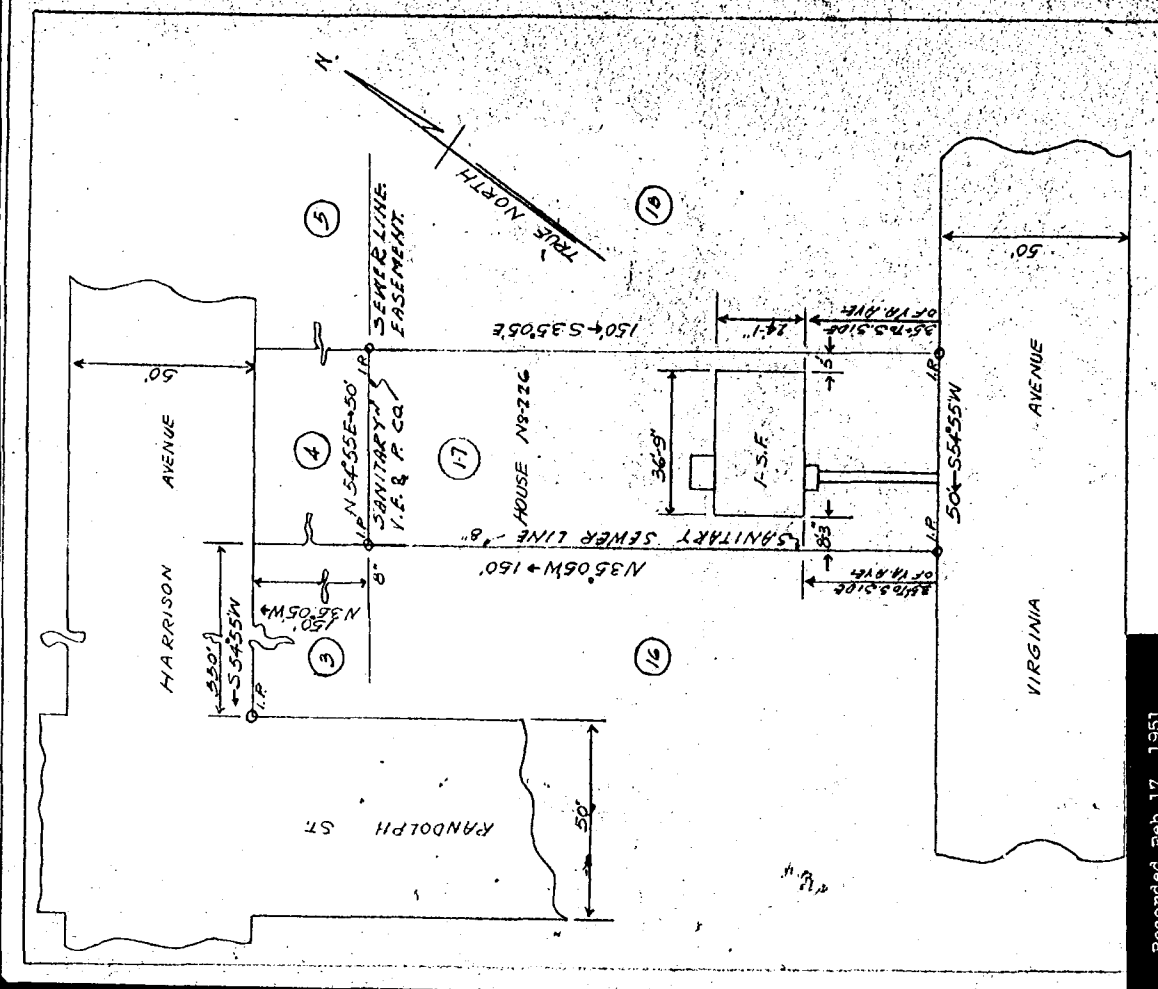 N.
TRUE NORTH
50'
HARRISON AVENUE
330'
←S 54°55'W
I.P.
3
4
5
SEWER LINE.
EASEMENT.
150'
N35°05'W→
8"
I.P.
N 54°55'E→50'
I.P.
SANITARY
V.E. & P. CO.
17
HOUSE No-226
150'←S35°05'E
N35°05'W→150'
SANITARY SEWER LINE - 8"
36'-9"
24'-1"
1-S.F.
5'
8'3"
35' TO S. SIDE
OF VA. AVE.
35' TO S. SIDE
OF VA. AVE.
18
16
I.P.
I.P.
50'←S54°55'W
50'
VIRGINIA AVENUE
RANDOLPH ST.
50'
Recorded Feb 17, 1951